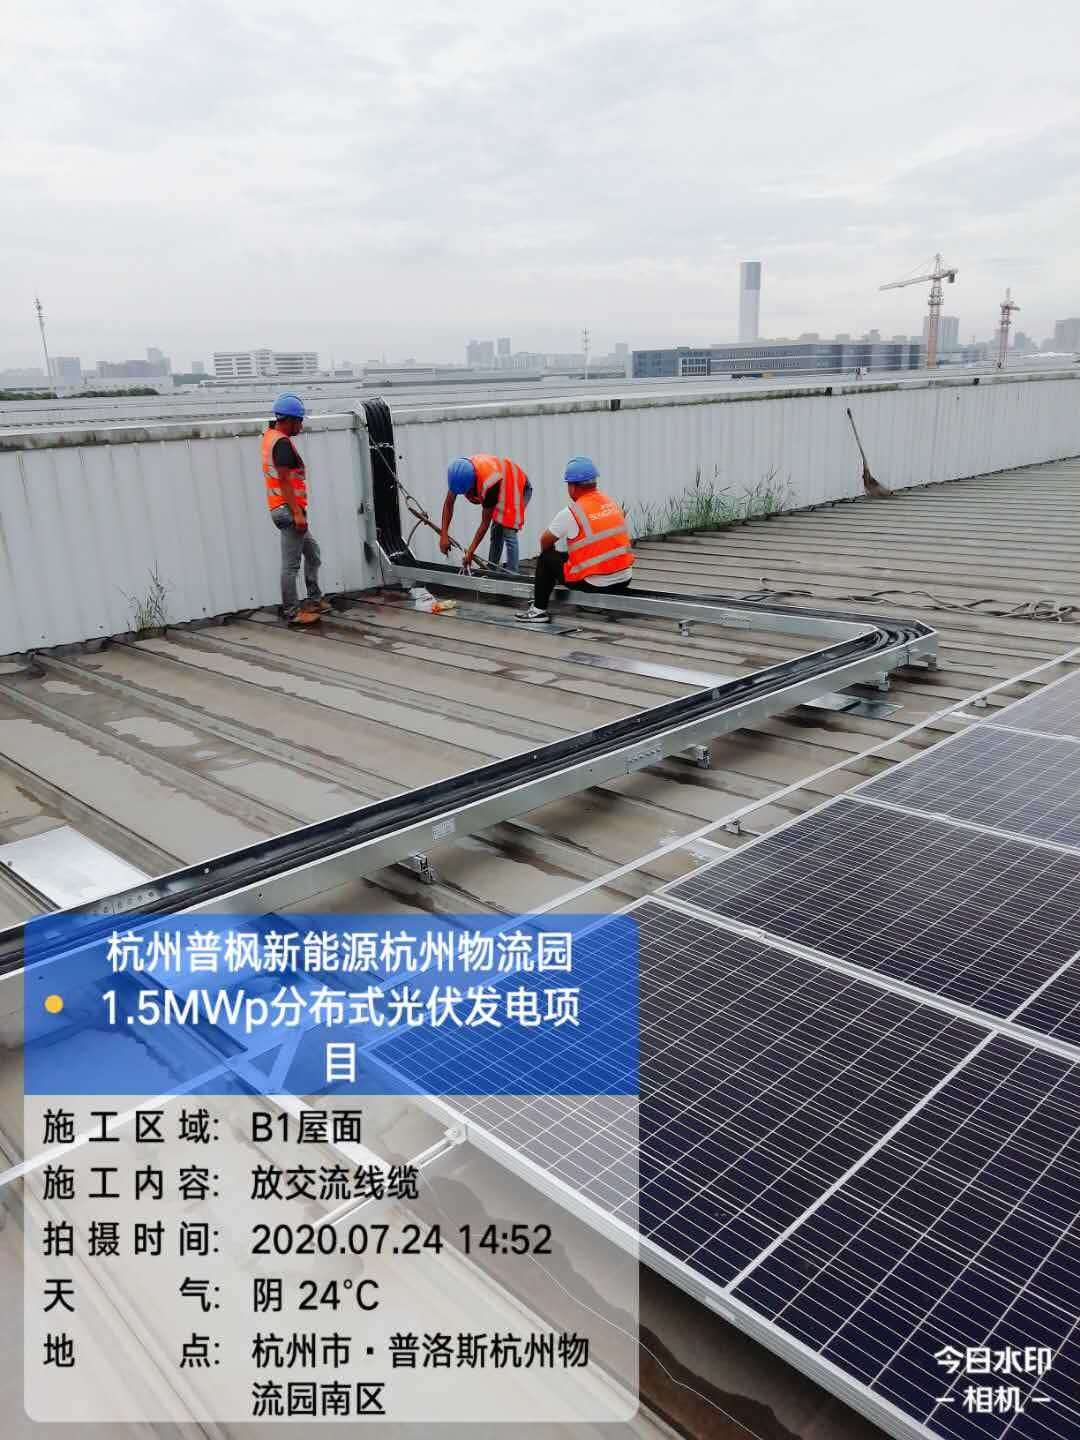 杭州普枫新能源杭州物流园
1.5MWp分布式光伏发电项
目
施工区域: B1屋面
施工内容: 放交流线缆
拍摄时间: 2020.07.24 14:52
天气: 阴 24℃
地点: 杭州市·普洛斯杭州物
流园南区
今日水印
相机